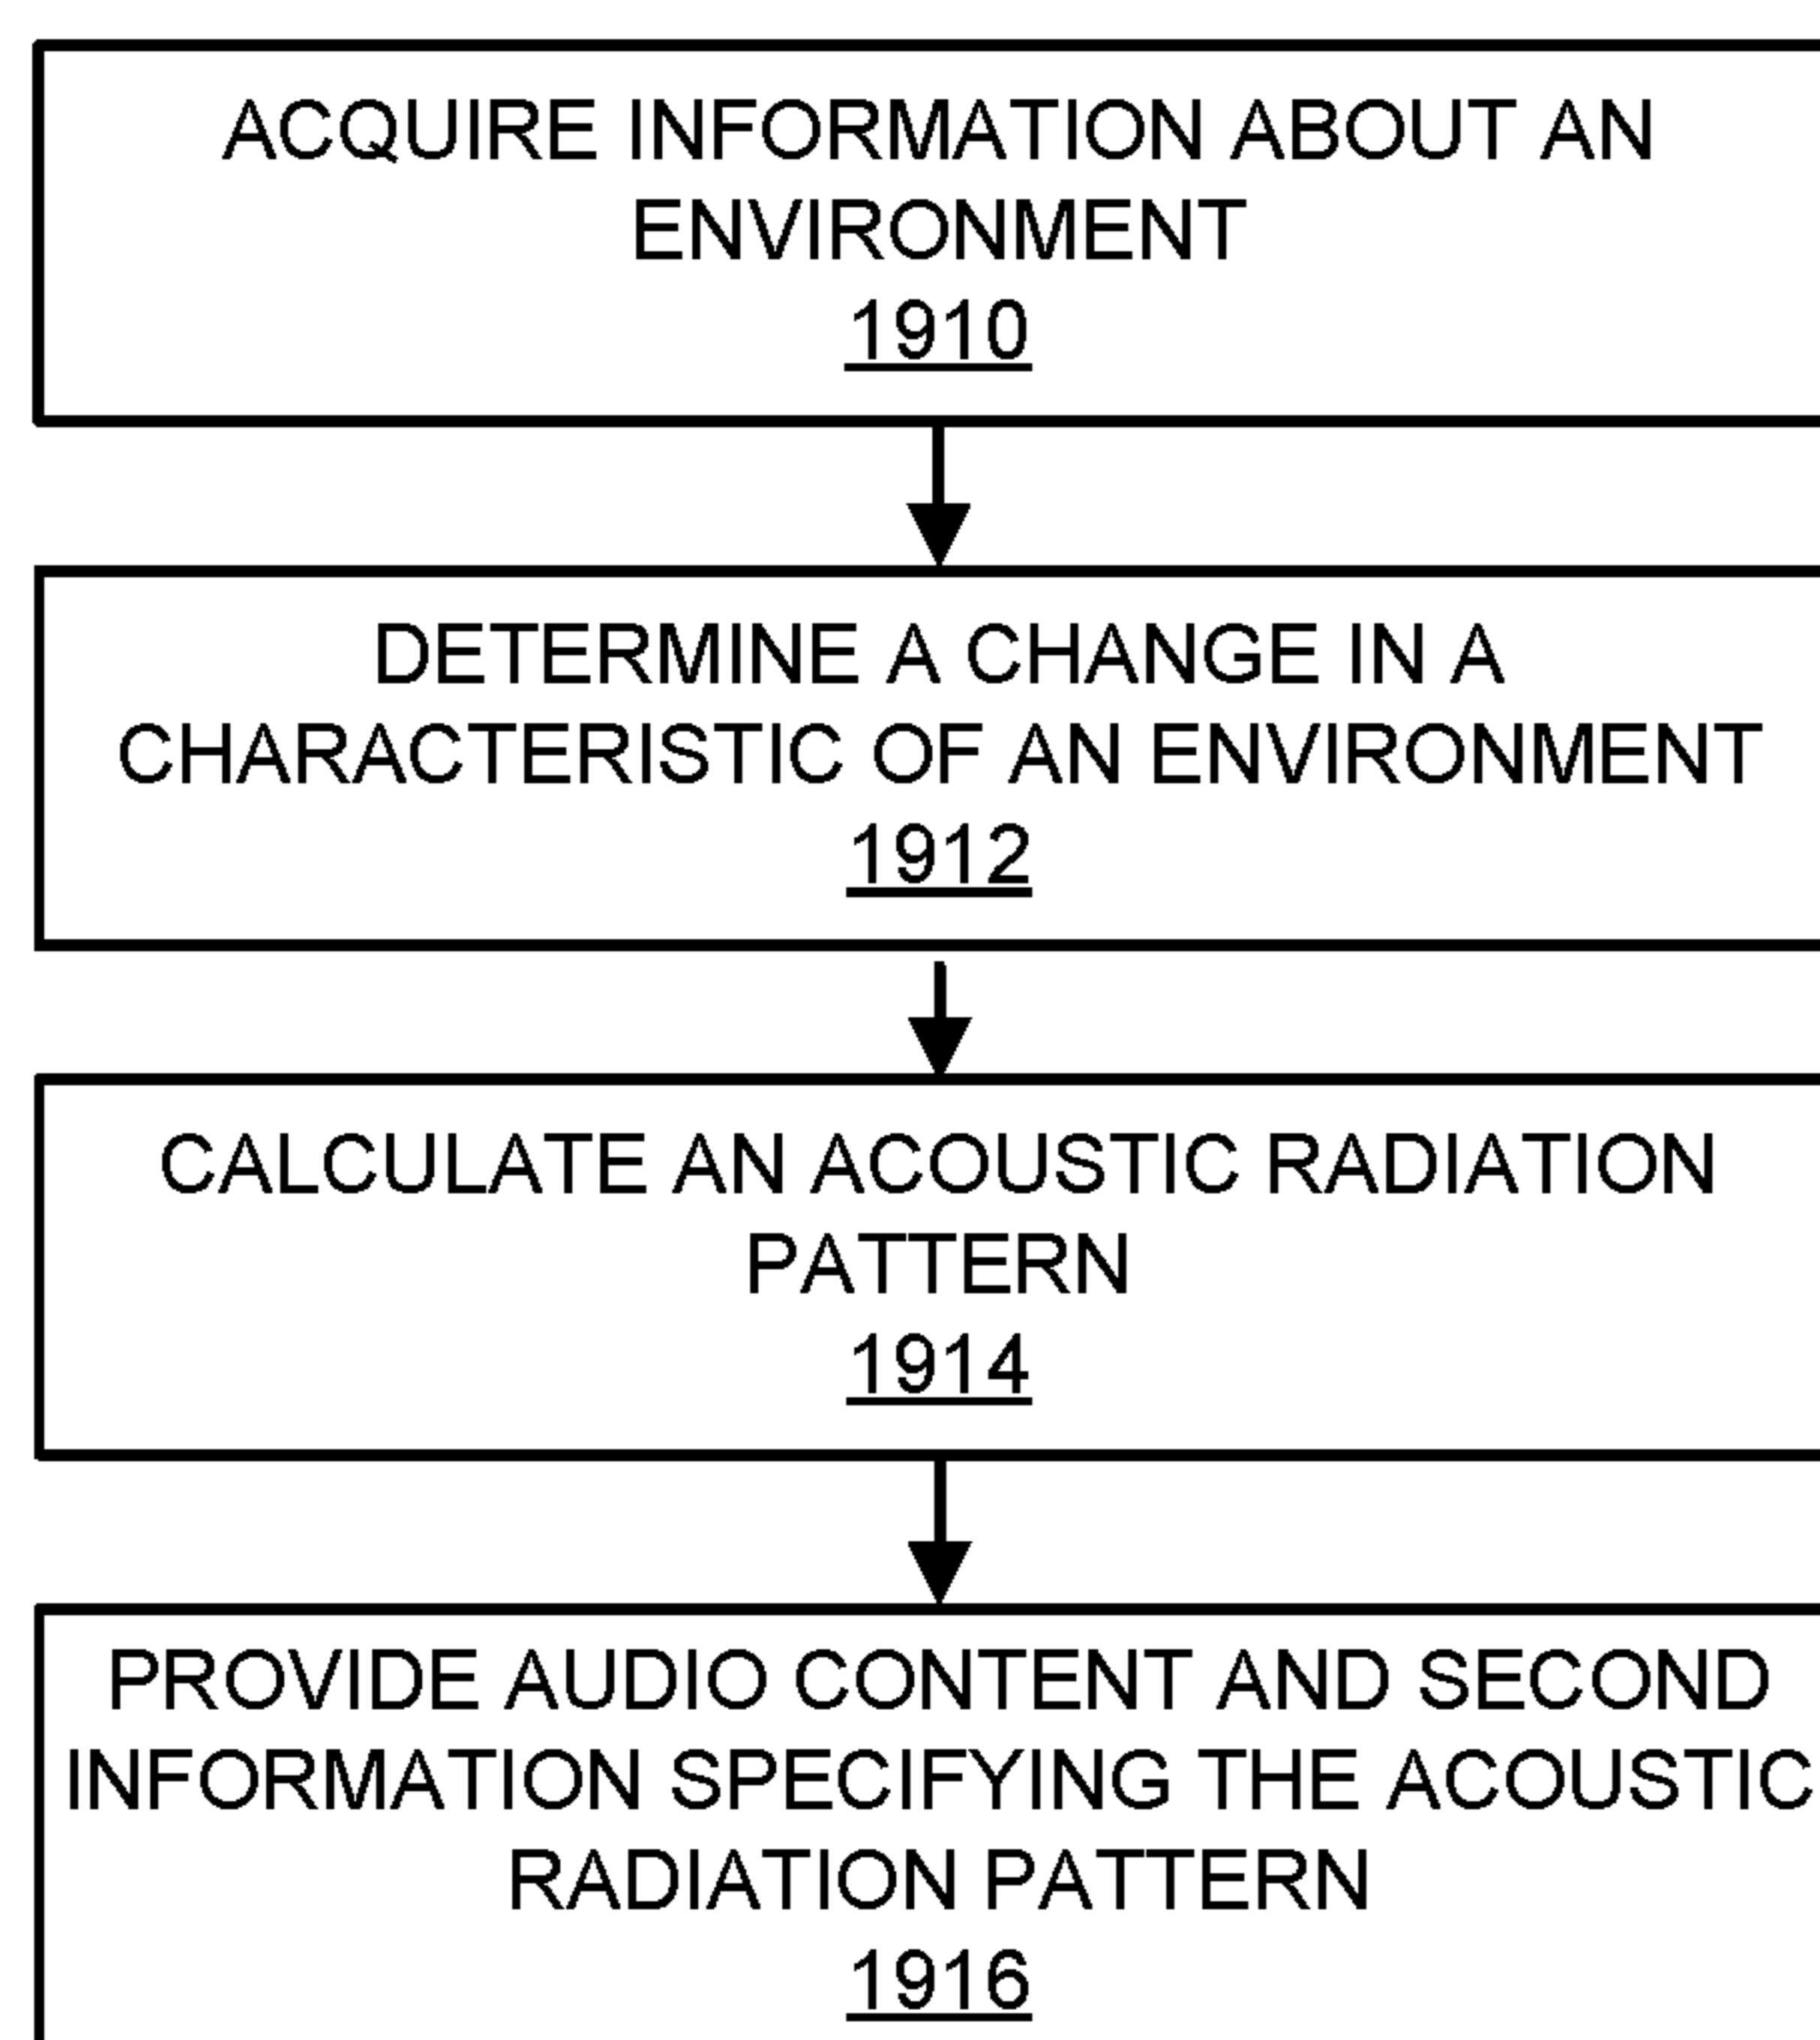 ACQUIRE INFORMATION ABOUT AN
ENVIRONMENT
1910
DETERMINE A CHANGE IN A
CHARACTERISTIC OF AN ENVIRONMENT
1912
CALCULATE AN ACOUSTIC RADIATION
PATTERN
1914
PROVIDE AUDIO CONTENT AND SECOND
INFORMATION SPECIFYING THE ACOUSTIC
RADIATION PATTERN
1916